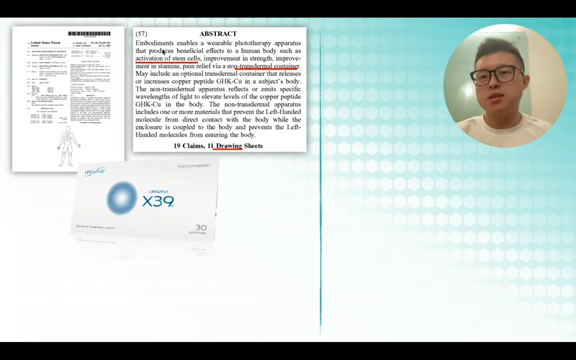 United States Patent
(57) ABSTRACT
Embodiments enables a wearable phototherapy apparatus
that produces beneficial effects to a human body such as
activation of stem cells, improvement in strength, improve-
ment in stamina, pain relief via a non-transdermal container.
May include an optional transdermal container that releases
or increases copper peptide GHK-Cu in a subject's body.
The non-transdermal apparatus reflects or emits specific
wavelengths of light to elevate levels of the copper peptide
GHK-Cu in the body. The non-transdermal apparatus
includes one or more materials that prevent the Left-Handed
molecule from direct contact with the body while the
enclosure is coupled to the body and prevents the Left-
Handed molecules from entering the body.
19 Claims, 11 Drawing Sheets
LIFEWAVE
PHOTOTHERAPY
LIFEWAVE
X39
30